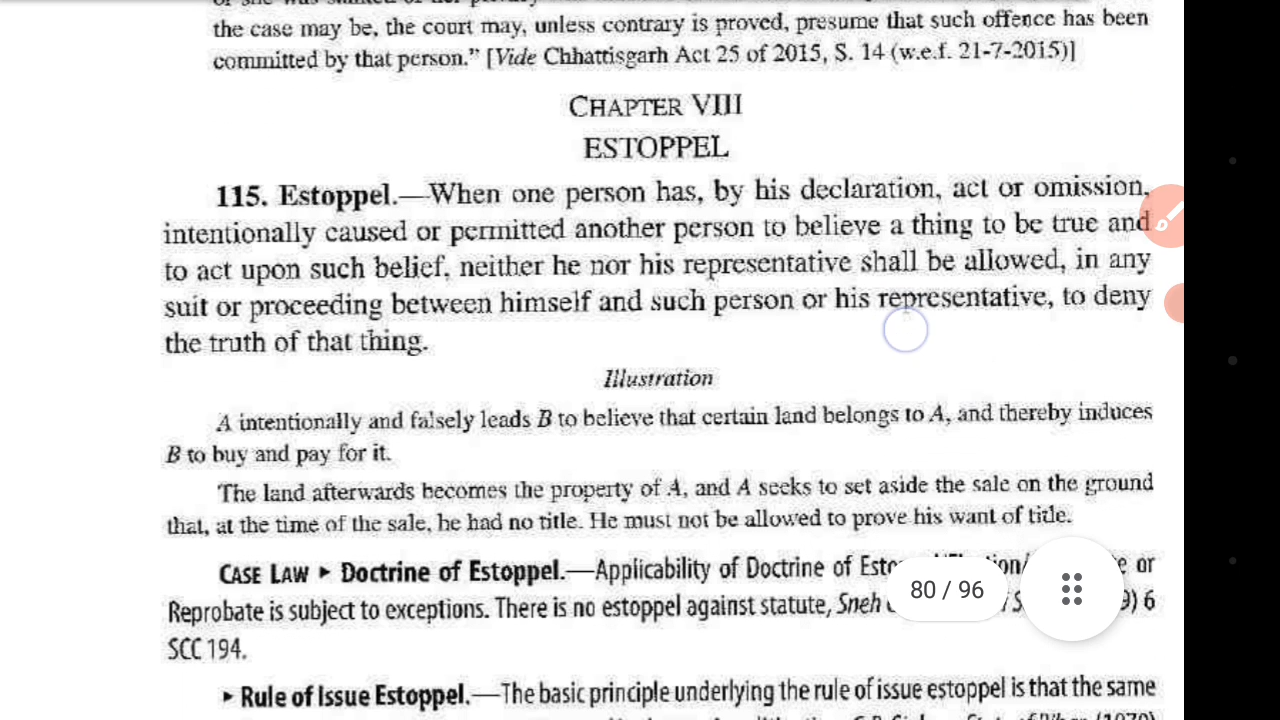 the case may be, the court may, unless contrary is proved, presume that such offence has been
committed by that person.” [Vide Chhattisgarh Act 25 of 2015, S. 14 (w.e.f. 21-7-2015)]
CHAPTER VIII
ESTOPPEL
115. Estoppel.—When one person has, by his declaration, act or omission,
intentionally caused or permitted another person to believe a thing to be true and
to act upon such belief, neither he nor his representative shall be allowed, in any
suit or proceeding between himself and such person or his representative, to deny
the truth of that thing.
Illustration
A intentionally and falsely leads B to believe that certain land belongs to A, and thereby induces
B to buy and pay for it.
The land afterwards becomes the property of A, and A seeks to set aside the sale on the ground
that, at the time of the sale, he had no title. He must not be allowed to prove his want of title.
CASE LAW ▸ Doctrine of Estoppel.—Applicability of Doctrine of or
80 / 96
Reprobate is subject to exceptions. There is no estoppel against statute, Sneh 6
SCC 194.
▸ Rule of Issue Estoppel.—The basic principle underlying the rule of issue estoppel is that the same